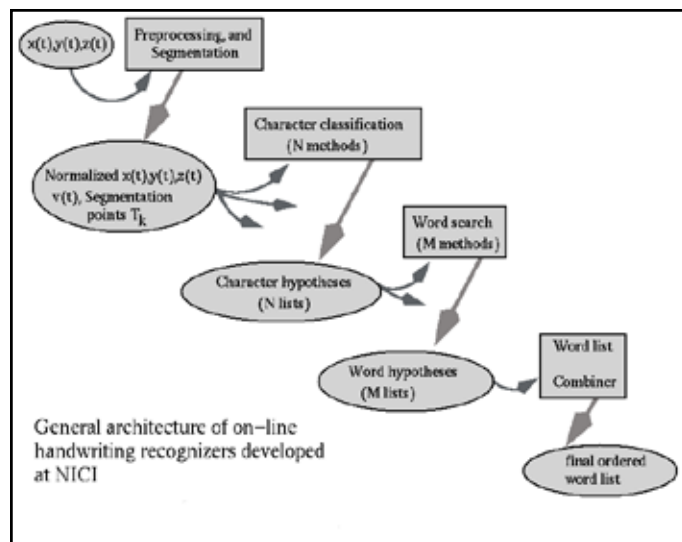 x(t),y(t),z(t)
Preprocessing, and
Segmentation
Character classification
(N methods)
Normalized x(t),y(t),z(t)
v(t), Segmentation
points Tk
Word search
(M methods)
Character hypotheses
(N lists)
Word list
Combiner
Word hypotheses
(M lists)
General architecture of on-line
handwriting recognizers developed
at NICI
final ordered
word list